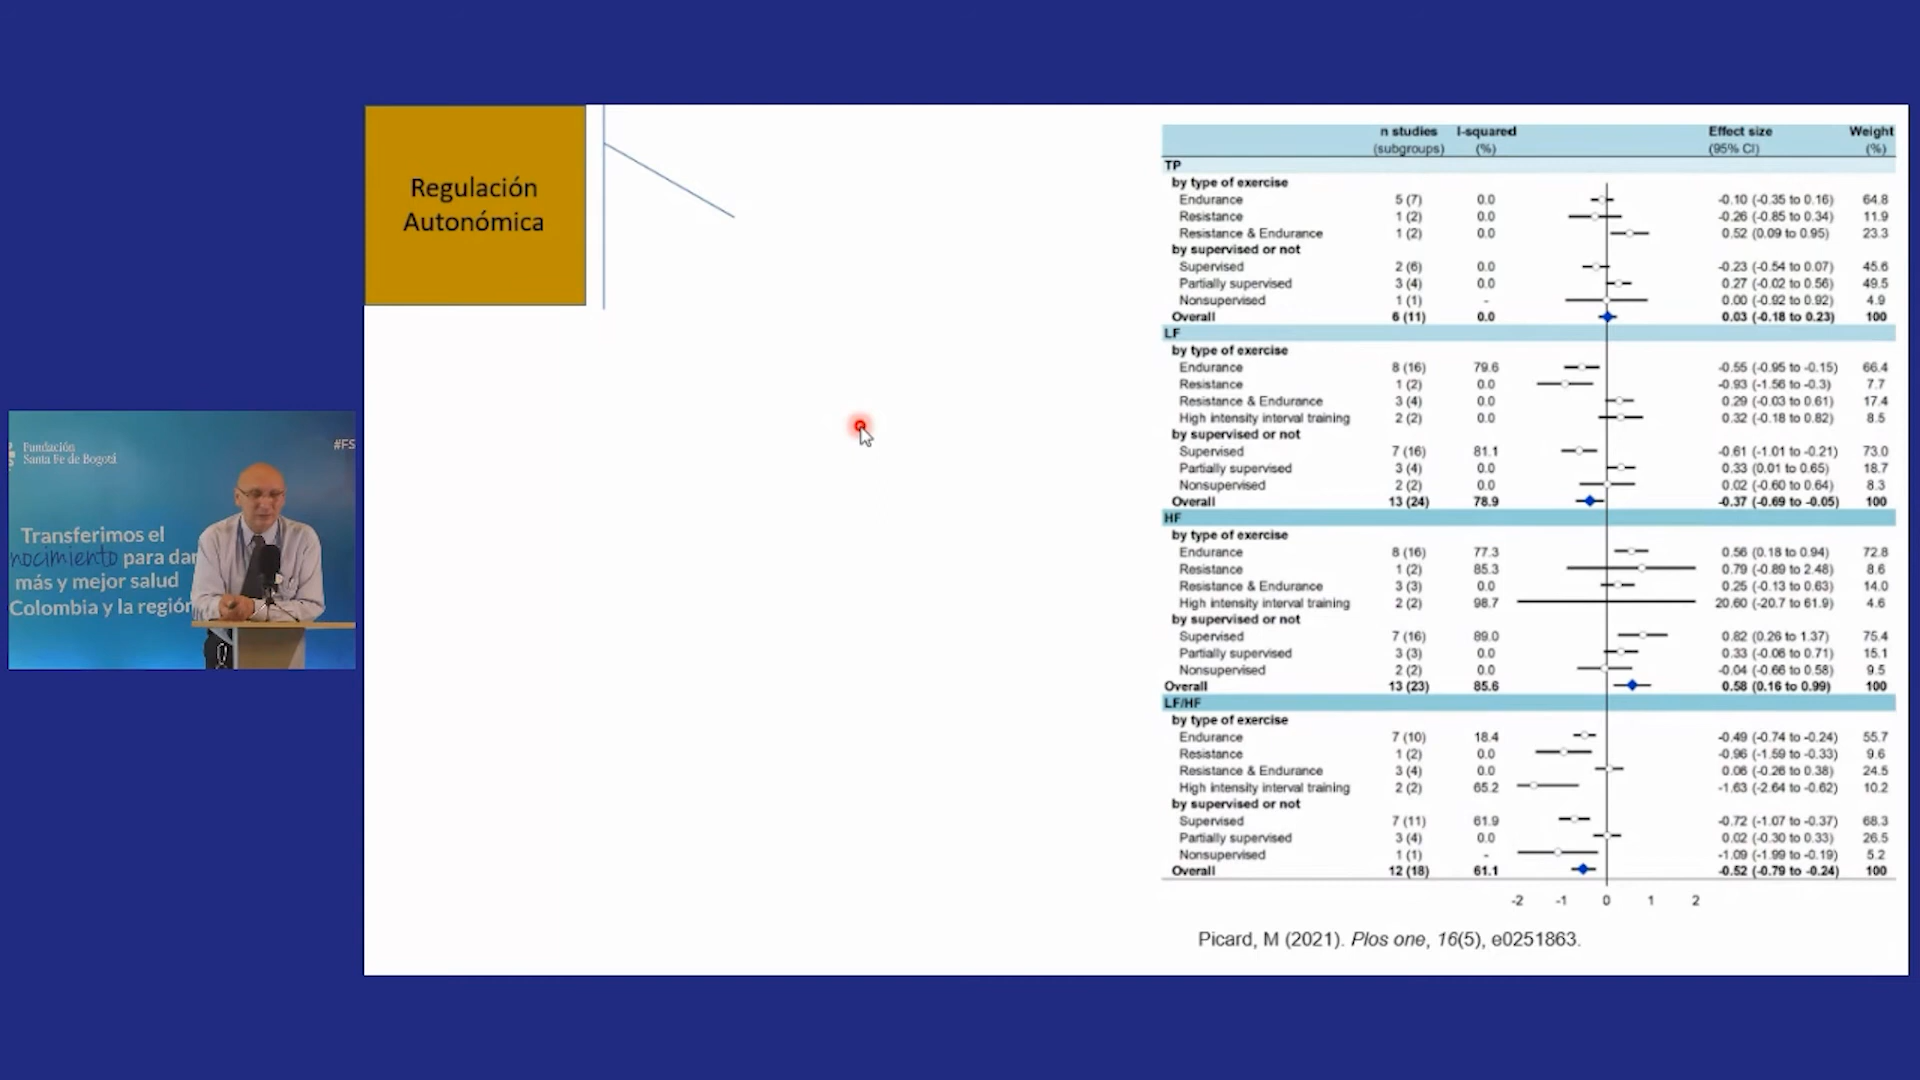 Regulación
Autonómica
Fundación
Santa Fe de Bogotá
#FS
Transferimos el
nocimiento para dar
más y mejor salud
Colombia y la región
n studies I-squared Effect size Weight
(subgroups) (%) (95% CI) (%)
TP
by type of exercise
Endurance 5 (7) 0.0 -0.10 (-0.35 to 0.16) 64.8
Resistance 1 (2) 0.0 -0.26 (-0.85 to 0.34) 11.9
Resistance & Endurance 1 (2) 0.0 0.52 (0.09 to 0.95) 23.3
by supervised or not
Supervised 2 (6) 0.0 -0.23 (-0.54 to 0.07) 45.6
Partially supervised 3 (4) 0.0 0.27 (-0.02 to 0.56) 49.5
Nonsupervised 1 (1) - 0.00 (-0.92 to 0.92) 4.9
Overall 6 (11) 0.0 0.03 (-0.18 to 0.23) 100
LF
by type of exercise
Endurance 8 (16) 79.6 -0.55 (-0.95 to -0.15) 66.4
Resistance 1 (2) 0.0 -0.93 (-1.56 to -0.3) 7.7
Resistance & Endurance 3 (4) 0.0 0.29 (-0.03 to 0.61) 17.4
High intensity interval training 2 (2) 0.0 0.32 (-0.18 to 0.82) 8.5
by supervised or not
Supervised 7 (16) 81.1 -0.61 (-1.01 to -0.21) 73.0
Partially supervised 3 (4) 0.0 0.33 (0.01 to 0.65) 18.7
Nonsupervised 2 (2) 0.0 0.02 (-0.60 to 0.64) 8.3
Overall 13 (24) 78.9 -0.37 (-0.69 to -0.05) 100
HF
by type of exercise
Endurance 8 (16) 77.3 0.56 (0.18 to 0.94) 72.8
Resistance 1 (2) 85.3 0.79 (-0.89 to 2.48) 8.6
Resistance & Endurance 3 (3) 0.0 0.25 (-0.13 to 0.63) 14.0
High intensity interval training 2 (2) 98.7 20.60 (-20.7 to 61.9) 4.6
by supervised or not
Supervised 7 (16) 89.0 0.82 (0.26 to 1.37) 75.4
Partially supervised 3 (3) 0.0 0.33 (-0.06 to 0.71) 15.1
Nonsupervised 2 (2) 0.0 -0.04 (-0.66 to 0.58) 9.5
Overall 13 (23) 85.6 0.58 (0.16 to 0.99) 100
LF/HF
by type of exercise
Endurance 7 (10) 18.4 -0.49 (-0.74 to -0.24) 55.7
Resistance 1 (2) 0.0 -0.96 (-1.59 to -0.33) 9.6
Resistance & Endurance 3 (4) 0.0 0.06 (-0.26 to 0.38) 24.5
High intensity interval training 2 (2) 65.2 -1.63 (-2.64 to -0.62) 10.2
by supervised or not
Supervised 7 (11) 61.9 -0.72 (-1.07 to -0.37) 68.3
Partially supervised 3 (4) 0.0 0.02 (-0.30 to 0.33) 26.5
Nonsupervised 1 (1) - -1.09 (-1.99 to -0.19) 5.2
Overall 12 (18) 61.1 -0.52 (-0.79 to -0.24) 100
-2 -1 0 1 2
Picard, M (2021). Plos one, 16(5), e0251863.